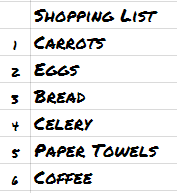 Shopping List
1 Carrots
2 Eggs
3 Bread
4 Celery
5 Paper Towels
6 Coffee